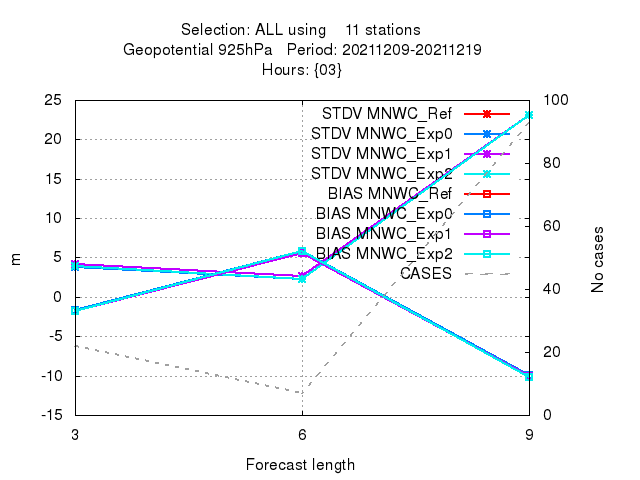 Selection: ALL using 11 stations
Geopotential 925hPa Period: 20211209-20211219
Hours: {03}
25
20
15
10
5
0
-5
-10
-15
100
80
60
40
20
0
3
6
9
m
No cases
Forecast length
STDV MNWC_Ref
STDV MNWC_Exp0
STDV MNWC_Exp1
STDV MNWC_Exp2
BIAS MNWC_Ref
BIAS MNWC_Exp0
BIAS MNWC_Exp1
BIAS MNWC_Exp2
CASES